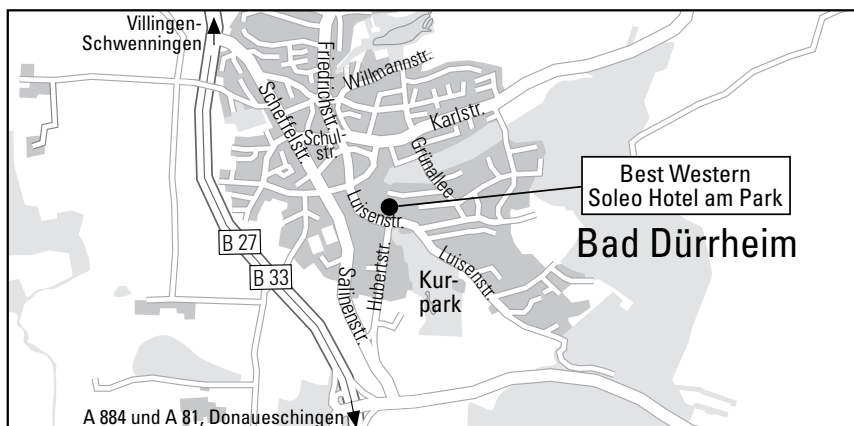 Villingen-
Schwenningen
Friedrichstr.
Willmannstr.
Scheffelstr.
Karlstr.
Schul-
str.
Grünallee
Best Western
Soleo Hotel am Park
Luisenstr.
Bad Dürrheim
B 27
B 33
Salinenstr.
Hubertstr.
Kur-
park
Luisenstr.
A 884 und A 81, Donaueschingen